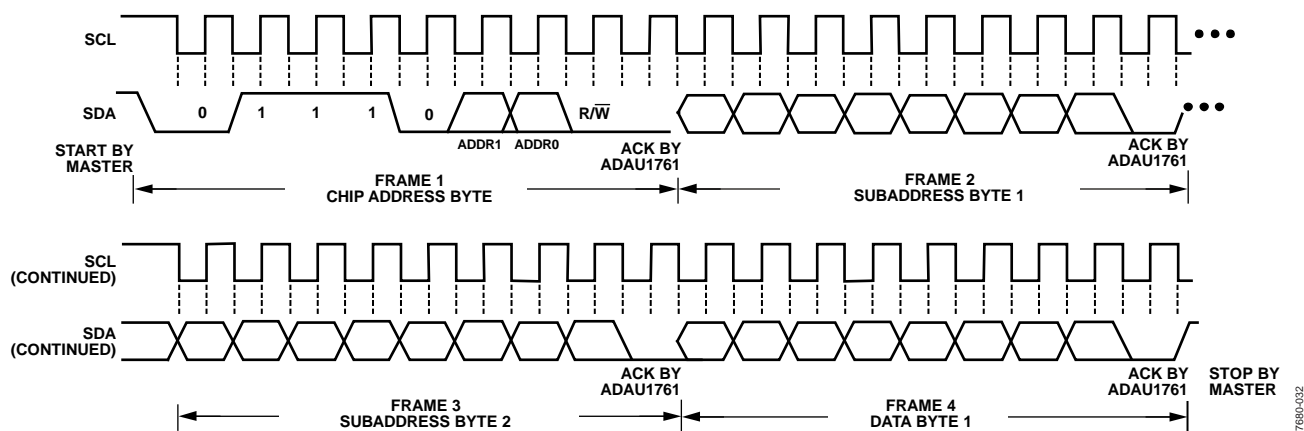 SCL
SDA
0 1 1 1 0 R/W̅
ADDR1 ADDR0
START BY
MASTER
ACK BY
ADAU1761
ACK BY
ADAU1761
FRAME 1
CHIP ADDRESS BYTE
FRAME 2
SUBADDRESS BYTE 1
SCL
(CONTINUED)
SDA
(CONTINUED)
ACK BY
ADAU1761
ACK BY
ADAU1761
STOP BY
MASTER
FRAME 3
SUBADDRESS BYTE 2
FRAME 4
DATA BYTE 1
7680-032